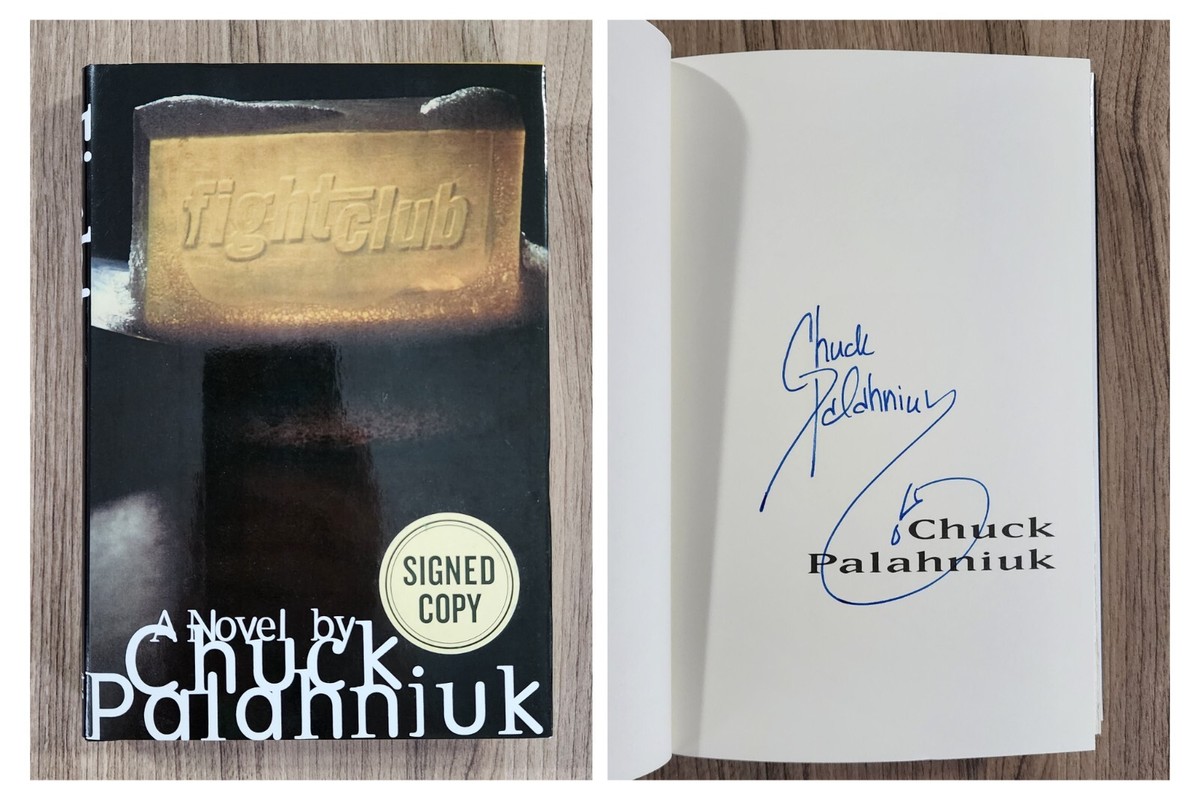 fight club
SIGNED
COPY
A Novel by
Chuck
Palahniuk
Chuck
Palahniuk
Chuck
Palahniuk